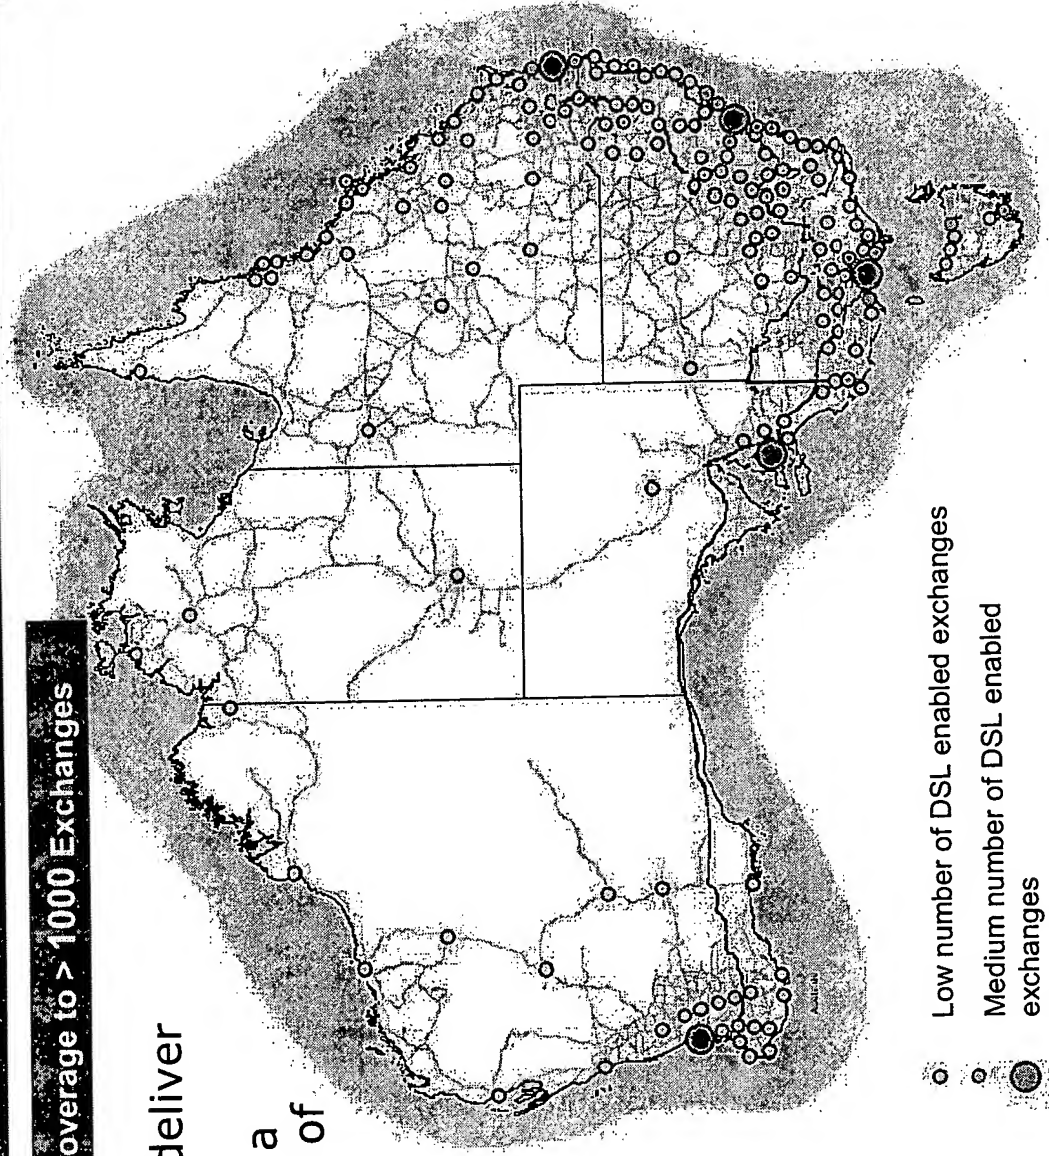 overage to > 1000 Exchanges
deliver
a
of
Low number of DSL enabled exchanges
Medium number of DSL enabled
exchanges